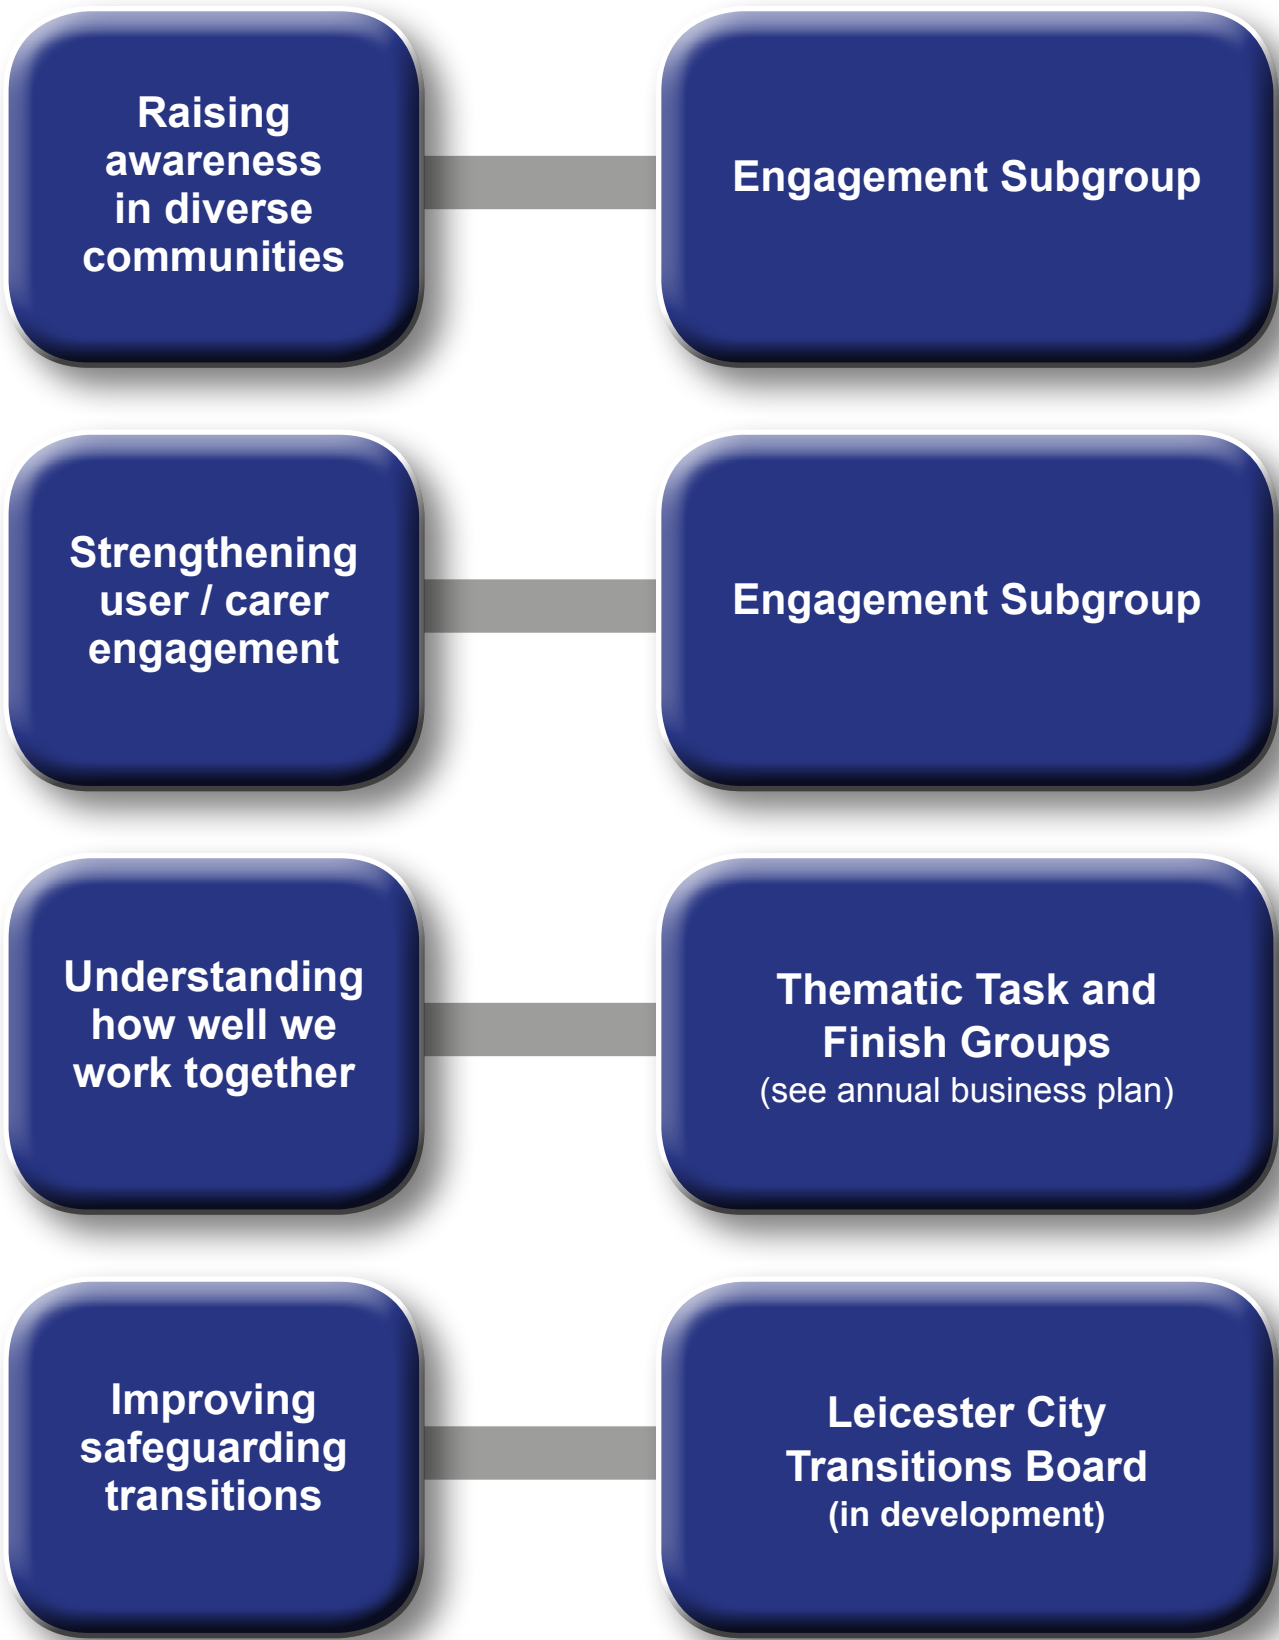 Raising
awareness
in diverse
communities
Engagement Subgroup
Strengthening
user / carer
engagement
Engagement Subgroup
Understanding
how well we
work together
Thematic Task and
Finish Groups
(see annual business plan)
Improving
safeguarding
transitions
Leicester City
Transitions Board
(in development)